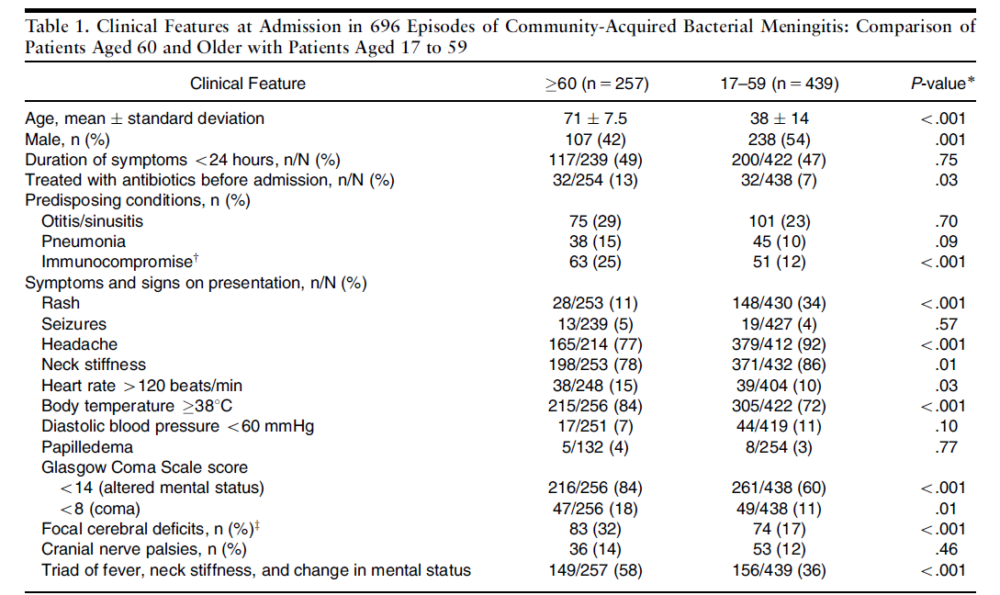 Table 1. Clinical Features at Admission in 696 Episodes of Community-Acquired Bacterial Meningitis: Comparison of
Patients Aged 60 and Older with Patients Aged 17 to 59
Clinical Feature ≥60 (n = 257) 17–59 (n = 439) P-value*
Age, mean ± standard deviation 71 ± 7.5 38 ± 14 <.001
Male, n (%) 107 (42) 238 (54) .001
Duration of symptoms <24 hours, n/N (%) 117/239 (49) 200/422 (47) .75
Treated with antibiotics before admission, n/N (%) 32/254 (13) 32/438 (7) .03
Predisposing conditions, n (%)
Otitis/sinusitis 75 (29) 101 (23) .70
Pneumonia 38 (15) 45 (10) .09
Immunocompromise† 63 (25) 51 (12) <.001
Symptoms and signs on presentation, n/N (%)
Rash 28/253 (11) 148/430 (34) <.001
Seizures 13/239 (5) 19/427 (4) .57
Headache 165/214 (77) 379/412 (92) <.001
Neck stiffness 198/253 (78) 371/432 (86) .01
Heart rate >120 beats/min 38/248 (15) 39/404 (10) .03
Body temperature ≥38°C 215/256 (84) 305/422 (72) <.001
Diastolic blood pressure <60 mmHg 17/251 (7) 44/419 (11) .10
Papilledema 5/132 (4) 8/254 (3) .77
Glasgow Coma Scale score
<14 (altered mental status) 216/256 (84) 261/438 (60) <.001
<8 (coma) 47/256 (18) 49/438 (11) .01
Focal cerebral deficits, n (%)‡ 83 (32) 74 (17) <.001
Cranial nerve palsies, n (%) 36 (14) 53 (12) .46
Triad of fever, neck stiffness, and change in mental status 149/257 (58) 156/439 (36) <.001